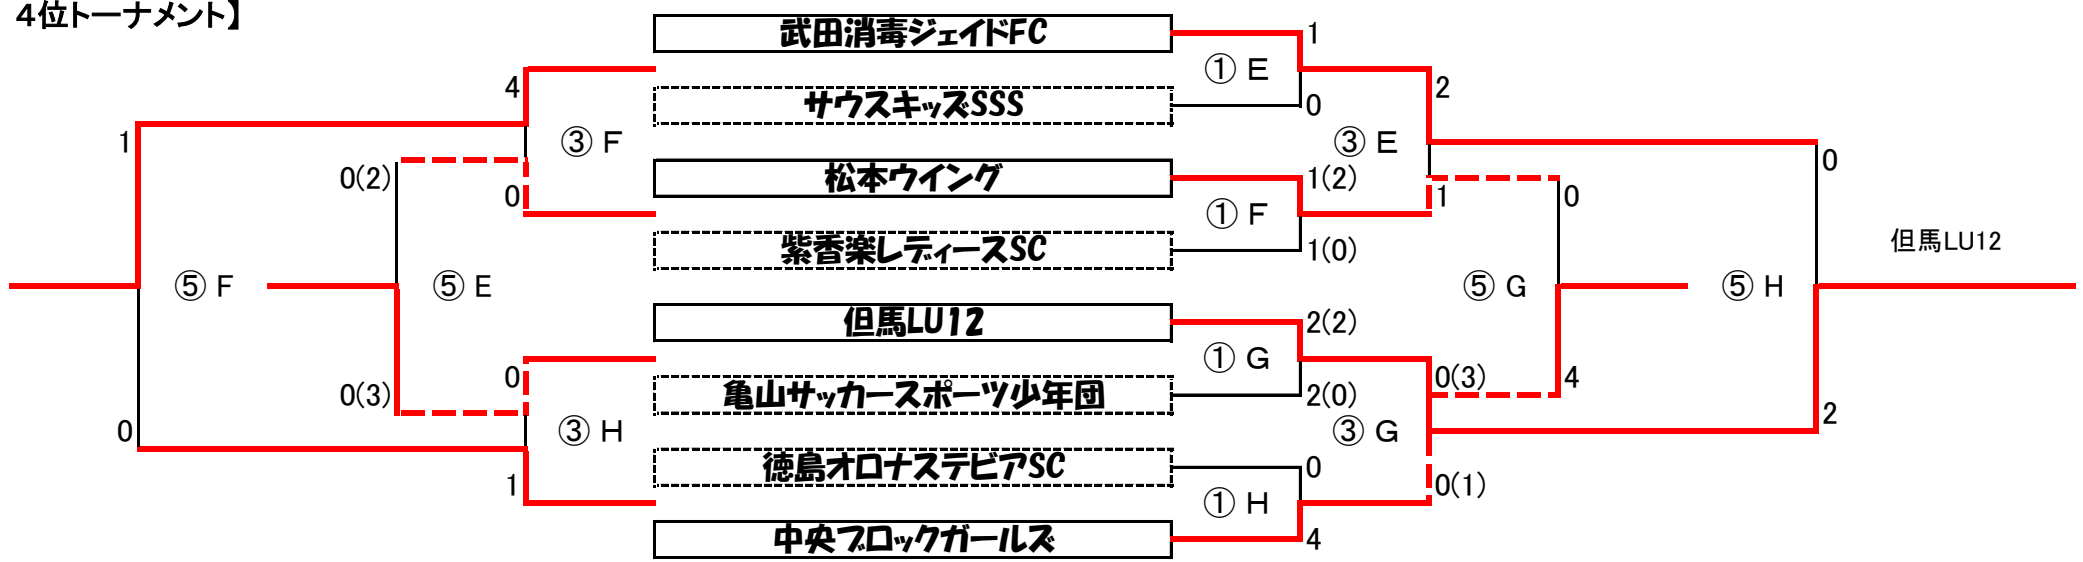 4位トーナメント】
武田消毒ジェイドFC
1
① E
4
サウスキッズSSS
0
2
1
③ F
③ E
0
0(2)
松本ウイング
1(2)
0
1
0
① F
紫香楽レディースSC
1(0)
但馬LU12
⑤ F
⑤ E
⑤ G
⑤ H
但馬LU12
2(2)
① G
0
0(3)
4
0(3)
亀山サッカースポーツ少年団
2(0)
0
③ H
③ G
2
徳島オロナステビアSC
0
1
0(1)
① H
中央ブロックガールズ
4